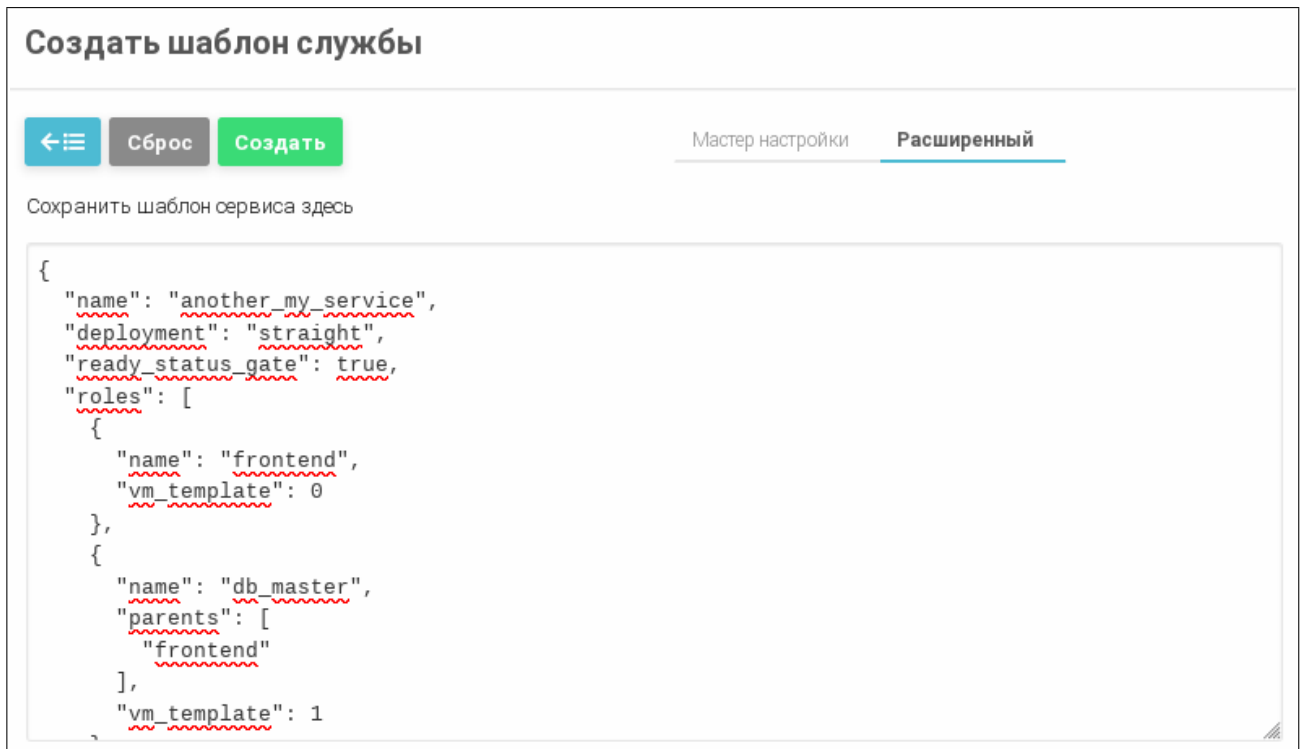 Создать шаблон службы
Сброс Создать Мастер настройки Расширенный
Сохранить шаблон сервиса здесь
{
"name": "another_my_service",
"deployment": "straight",
"ready_status_gate": true,
"roles": [
{
"name": "frontend",
"vm_template": 0
},
{
"name": "db_master",
"parents": [
"frontend"
],
"vm_template": 1
}